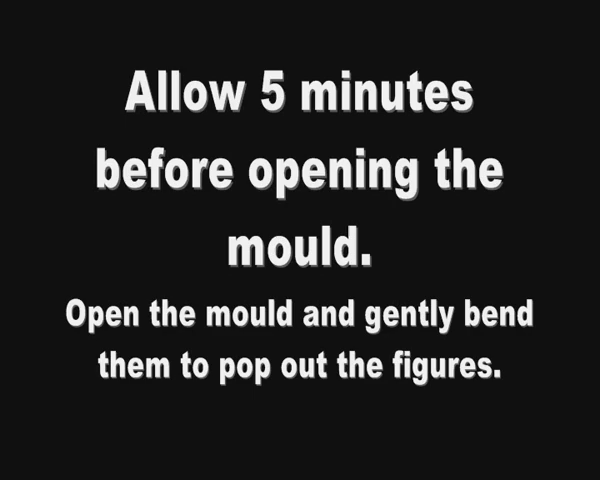 Allow 5 minutes
before opening the
mould.
Open the mould and gently bend
them to pop out the figures.